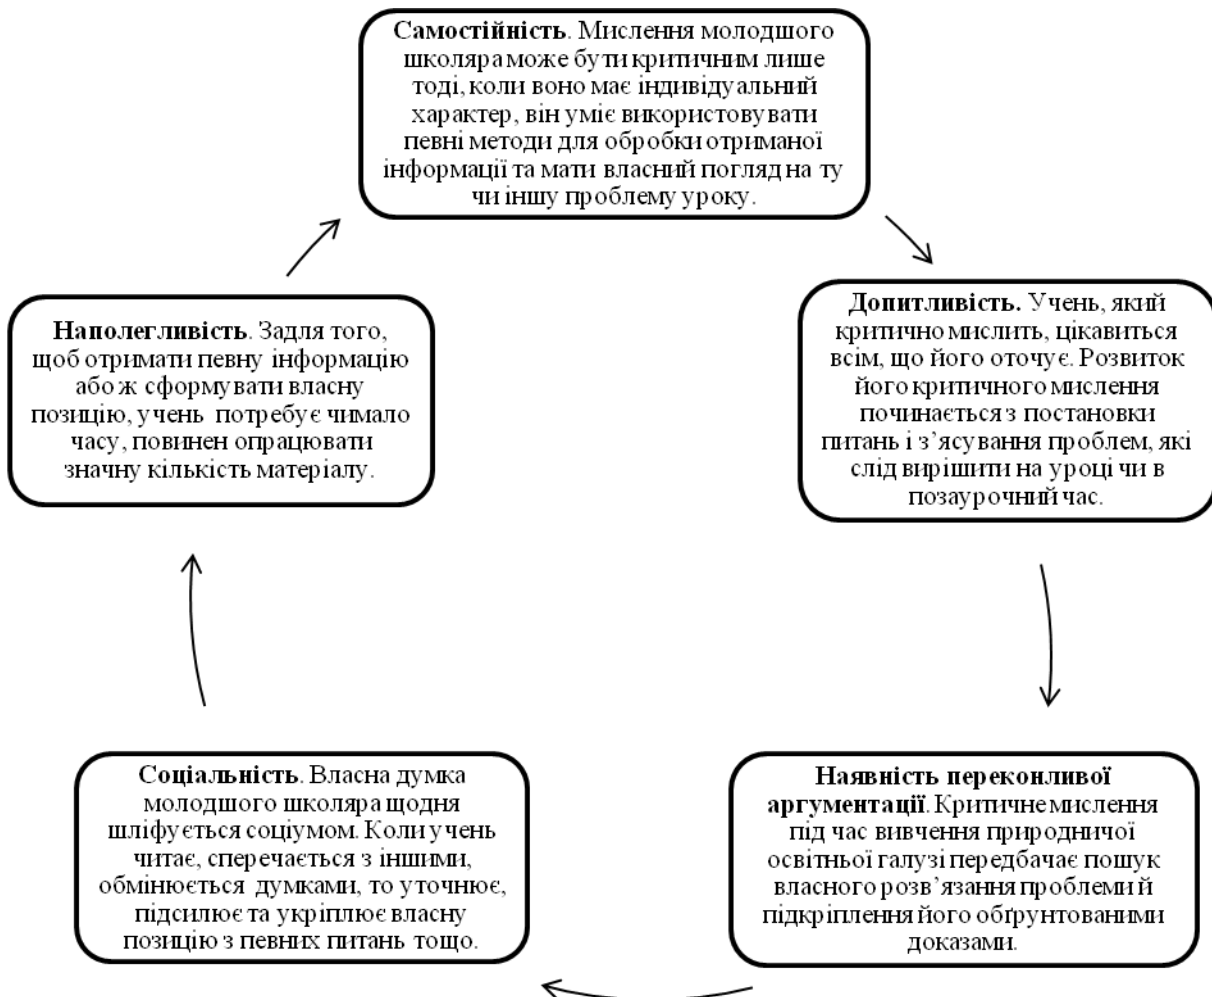 Самостійність. Мислення молодшого
школяра може бути критичним лише
тоді, коли воно має індивідуальний
характер, він уміє використовувати
певні методи для обробки отриманої
інформації та мати власний погляд на ту
чи іншу проблему уроку.
Допитливість. Учень, який
критично мислить, цікавиться
всім, що його оточує. Розвиток
його критичного мислення
починається з постановки
питань і з’ясування проблем, які
слід вирішити на уроці чи в
позаурочний час.
Наявність переконливої
аргументації. Критичне мислення
під час вивчення природничої
освітньої галузі передбачає пошук
власного розв’язання проблеми й
підкріплення його обґрунтованими
доказами.
Соціальність. Власна думка
молодшого школяра щодня
шліфується соціумом. Коли учень
читає, сперечається з іншими,
обмінюється думками, то уточнює,
підсилює та укріплює власну
позицію з певних питань тощо.
Наполегливість. Задля того,
щоб отримати певну інформацію
або ж сформувати власну
позицію, учень потребує чимало
часу, повинен опрацювати
значну кількість матеріалу.